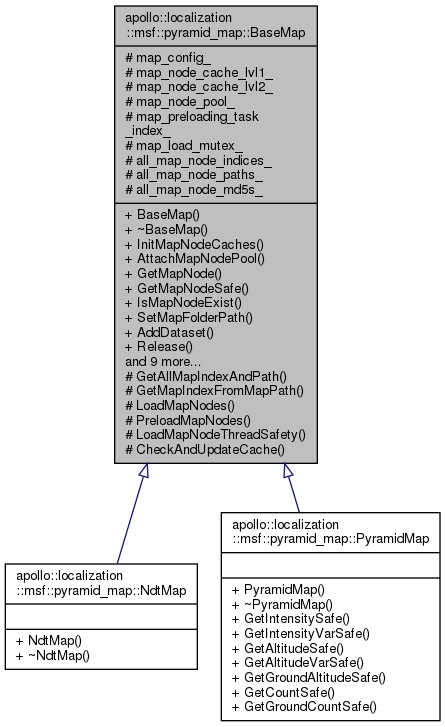 apollo::localization
::msf::pyramid_map::BaseMap
# map_config_
# map_node_cache_lvl1_
# map_node_cache_lvl2_
# map_node_pool_
# map_preloading_task
_index_
# map_load_mutex_
# all_map_node_indices_
# all_map_node_paths_
# all_map_node_md5s_
+ BaseMap()
+ ~BaseMap()
+ InitMapNodeCaches()
+ AttachMapNodePool()
+ GetMapNode()
+ GetMapNodeSafe()
+ IsMapNodeExist()
+ SetMapFolderPath()
+ AddDataset()
+ Release()
and 9 more...
# GetAllMapIndexAndPath()
# GetMapIndexFromMapPath()
# LoadMapNodes()
# PreloadMapNodes()
# LoadMapNodeThreadSafety()
# CheckAndUpdateCache()
apollo::localization
::msf::pyramid_map::NdtMap
+ NdtMap()
+ ~NdtMap()
apollo::localization
::msf::pyramid_map::PyramidMap
+ PyramidMap()
+ ~PyramidMap()
+ GetIntensitySafe()
+ GetIntensityVarSafe()
+ GetAltitudeSafe()
+ GetAltitudeVarSafe()
+ GetGroundAltitudeSafe()
+ GetCountSafe()
+ GetGroundCountSafe()